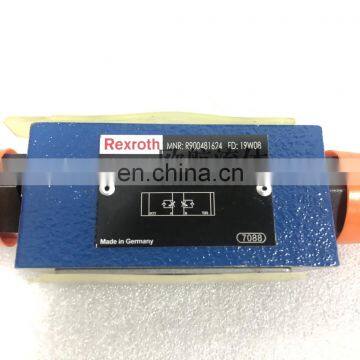 Rexroth
MNR: R900481624 FD: 19W08
en.china.cn
Made in Germany
7088